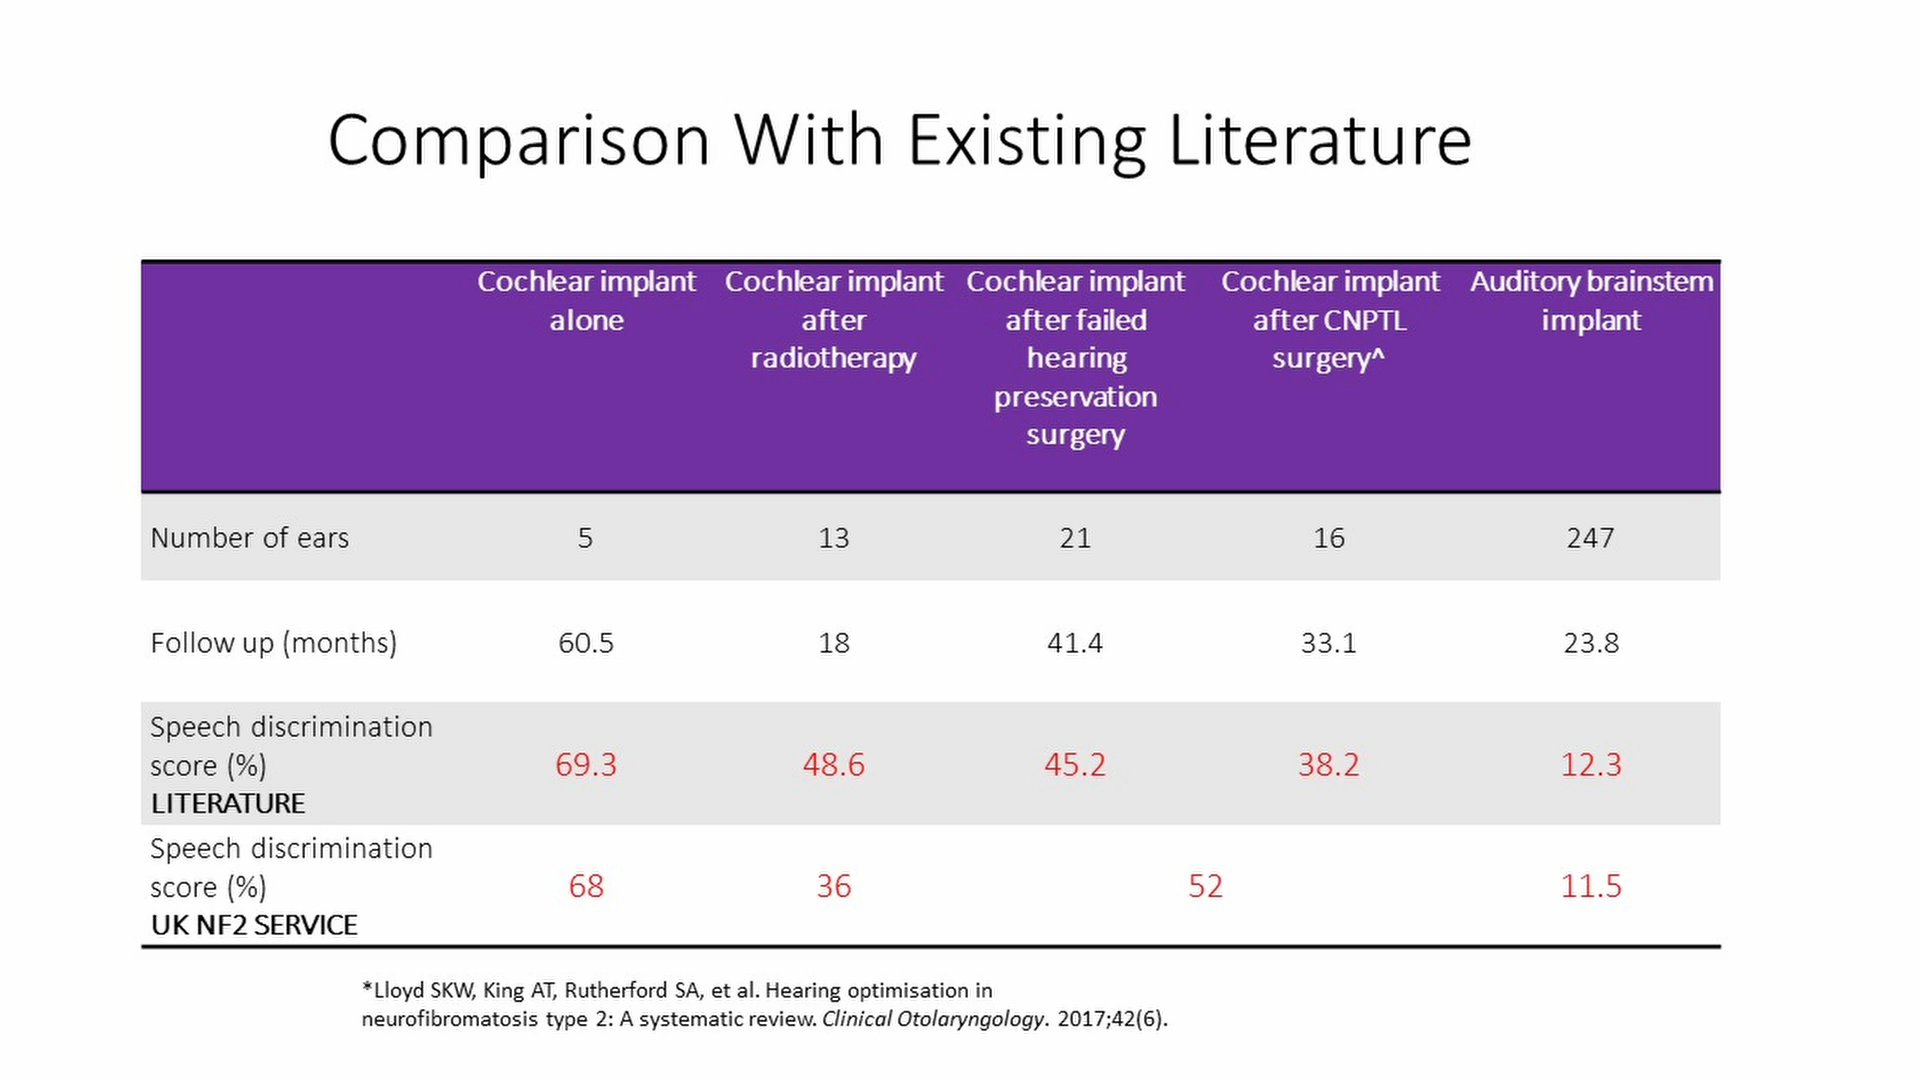 Comparison With Existing Literature
Cochlear implant alone
Cochlear implant after radiotherapy
Cochlear implant after failed hearing preservation surgery
Cochlear implant after CNPTL surgery^
Auditory brainstem implant
Number of ears 5 13 21 16 247
Follow up (months) 60.5 18 41.4 33.1 23.8
Speech discrimination
score (%) 69.3 48.6 45.2 38.2 12.3
LITERATURE
Speech discrimination
score (%) 68 36 52 11.5
UK NF2 SERVICE
*Lloyd SKW, King AT, Rutherford SA, et al. Hearing optimisation in
neurofibromatosis type 2: A systematic review. Clinical Otolaryngology. 2017;42(6).